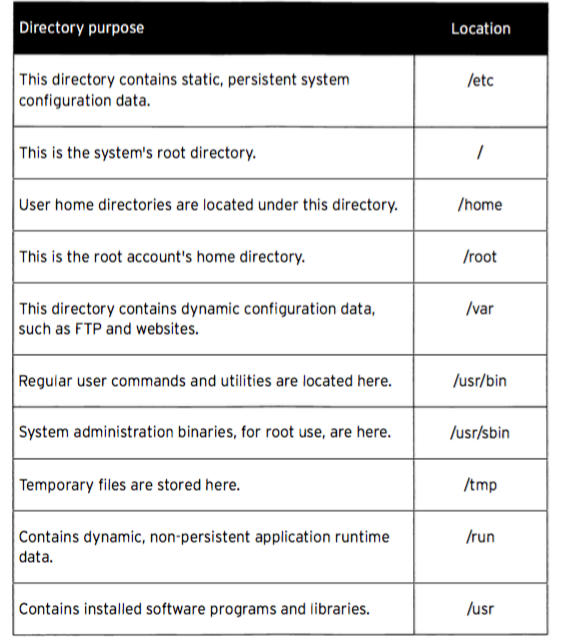 Directory purpose Location
This directory contains static, persistent system /etc
configuration data.
This is the system's root directory. /
User home directories are located under this directory. /home
This is the root account's home directory. /root
This directory contains dynamic configuration data, /var
such as FTP and websites.
Regular user commands and utilities are located here. /usr/bin
System administration binaries, for root use, are here. /usr/sbin
Temporary files are stored here. /tmp
Contains dynamic, non-persistent application runtime /run
data.
Contains installed software programs and libraries. /usr